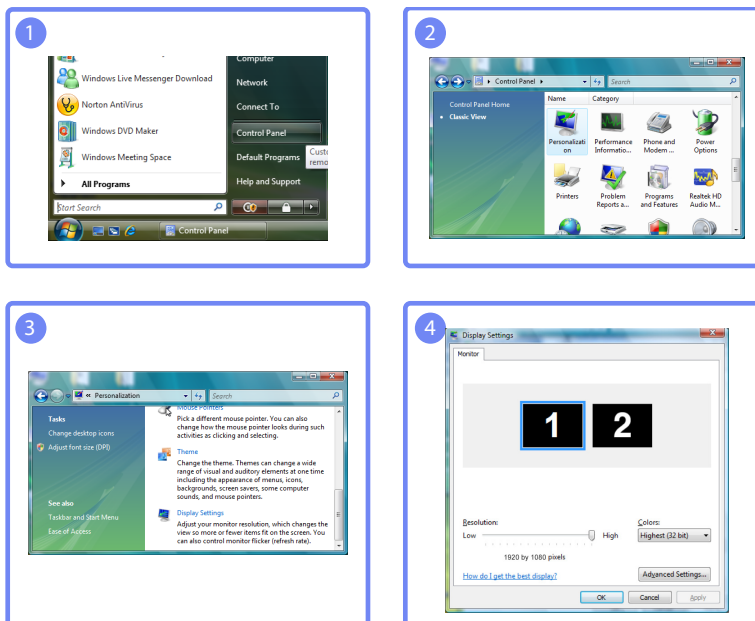 1
Computer
Windows Live Messenger Download
Network
Norton AntiVirus
Connect To
Windows DVD Maker
Control Panel
Windows Meeting Space
Default Programs
All Programs
Help and Support
Start Search
Control Panel
2
Control Panel
Search
Control Panel Home
Classic View
Name
Category
Personalizati
on
Performance
Informatio...
Phone and
Modem ...
Power
Options
Printers
Problem
Reports a...
Programs
and Features
Realtek HD
Audio M...
3
« Personalization
Search
Tasks
Change desktop icons
Adjust font size (DPI)
See also
Taskbar and Start Menu
Ease of Access
Mouse Pointers
Pick a different mouse pointer. You can also
change how the mouse pointer looks during such
activities as clicking and selecting.
Theme
Change the theme. Themes can change a wide
range of visual and auditory elements at one time
including the appearance of menus, icons,
backgrounds, screen savers, some computer
sounds, and mouse pointers.
Display Settings
Adjust your monitor resolution, which changes the
view so more or fewer items fit on the screen. You
can also control monitor flicker (refresh rate).
4
Display Settings
Monitor
1
2
Resolution:
Low
High
1920 by 1080 pixels
Colors:
Highest (32 bit)
How do I get the best display?
Advanced Settings...
OK
Cancel
Apply